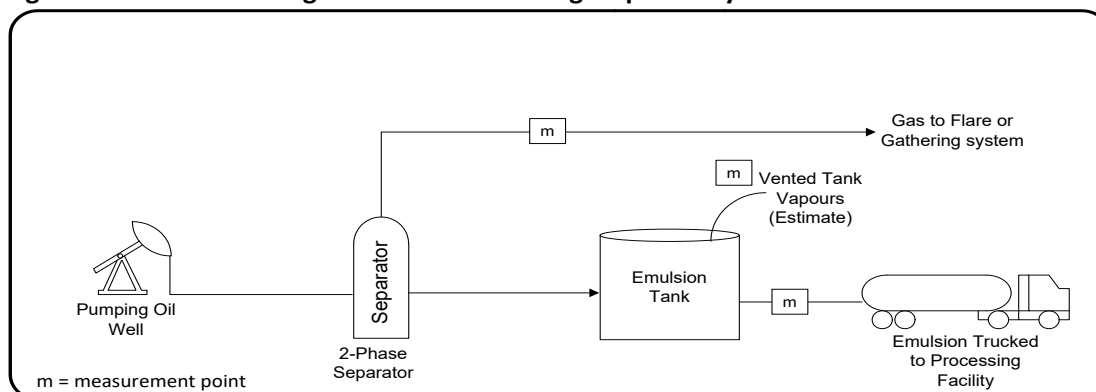 m
Gas to Flare or
Gathering system
m
Vented Tank
Vapours
(Estimate)
Separator
Emulsion
Tank
m
Pumping Oil
Well
2-Phase
Separator
Emulsion Trucked
to Processing
Facility
m = measurement point